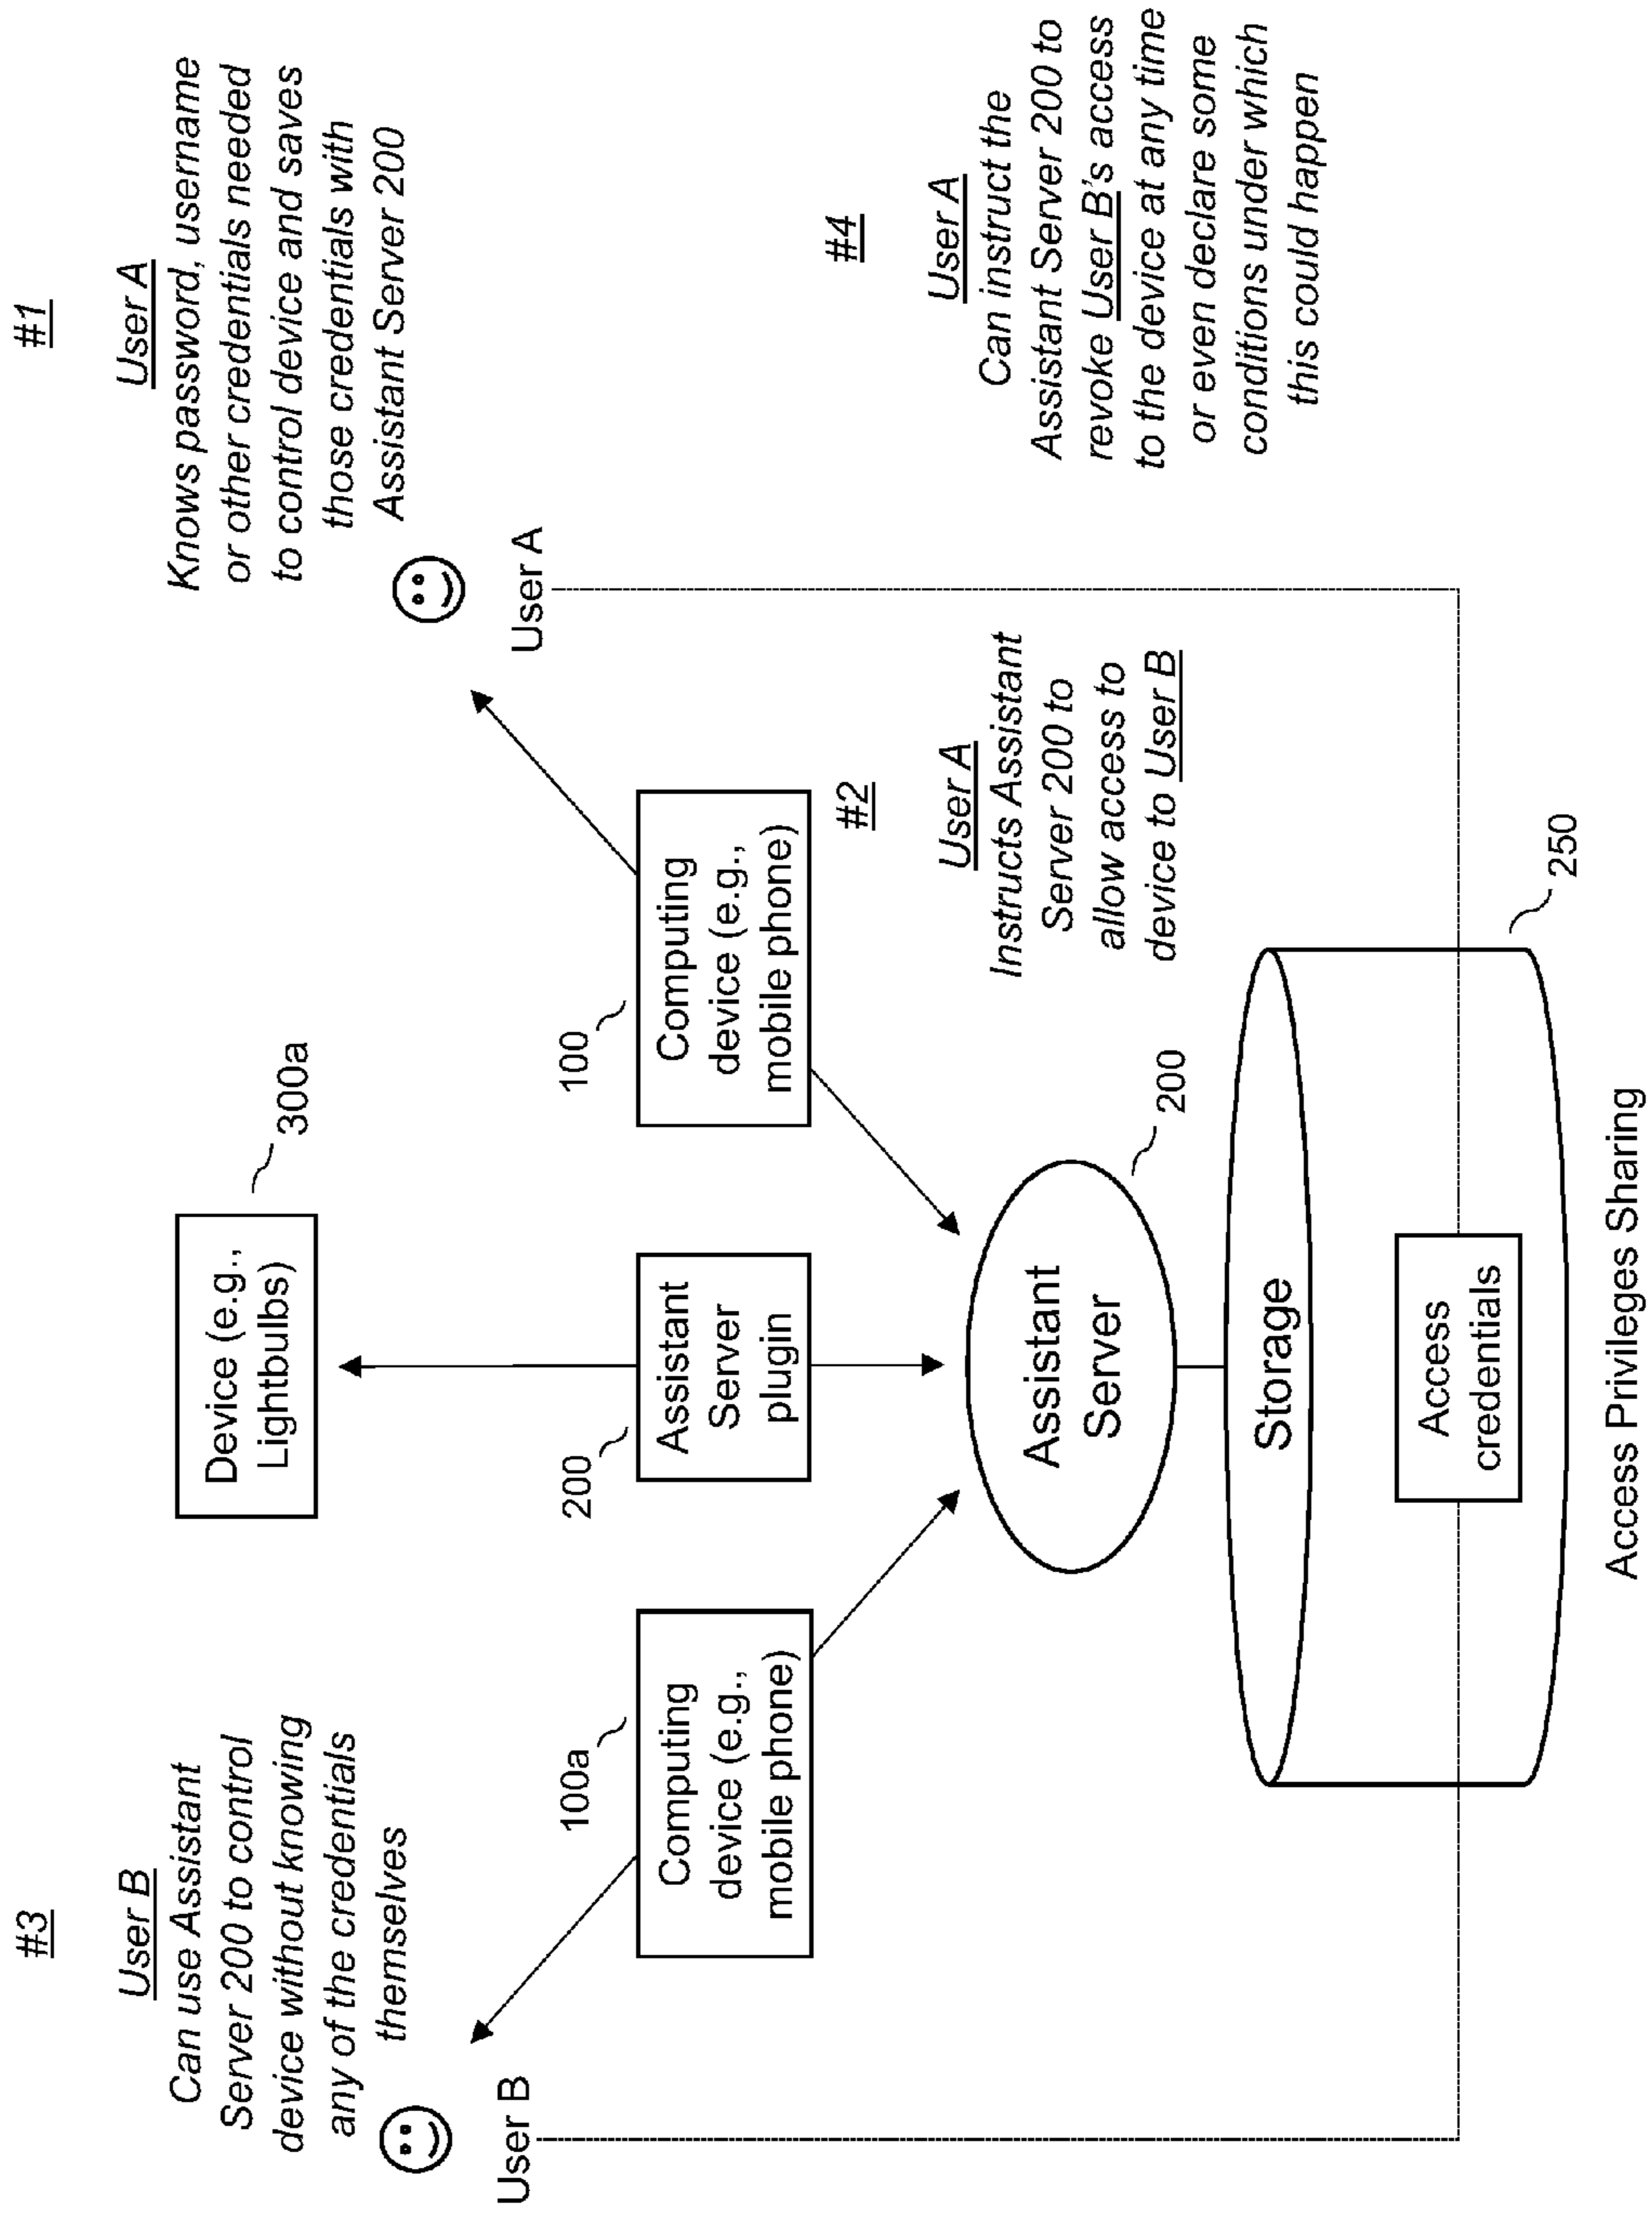 #3
User B
Can use Assistant
Server 200 to control
device without knowing
any of the credentials
themselves
User B
#1
User A
Knows password, username
or other credentials needed
to control device and saves
those credentials with
Assistant Server 200
User A
Device (e.g.,
Lightbulbs)
300a
100a
Computing
device (e.g.,
mobile phone)
200
Assistant
Server
plugin
100
Computing
device (e.g.,
mobile phone)
#2
User A
Instructs Assistant
Server 200 to
allow access to
device to User B
#4
User A
Can instruct the
Assistant Server 200 to
revoke User B's access
to the device at any time
or even declare some
conditions under which
this could happen
Assistant
Server
200
Storage
250
Access
credentials
Access Privileges Sharing